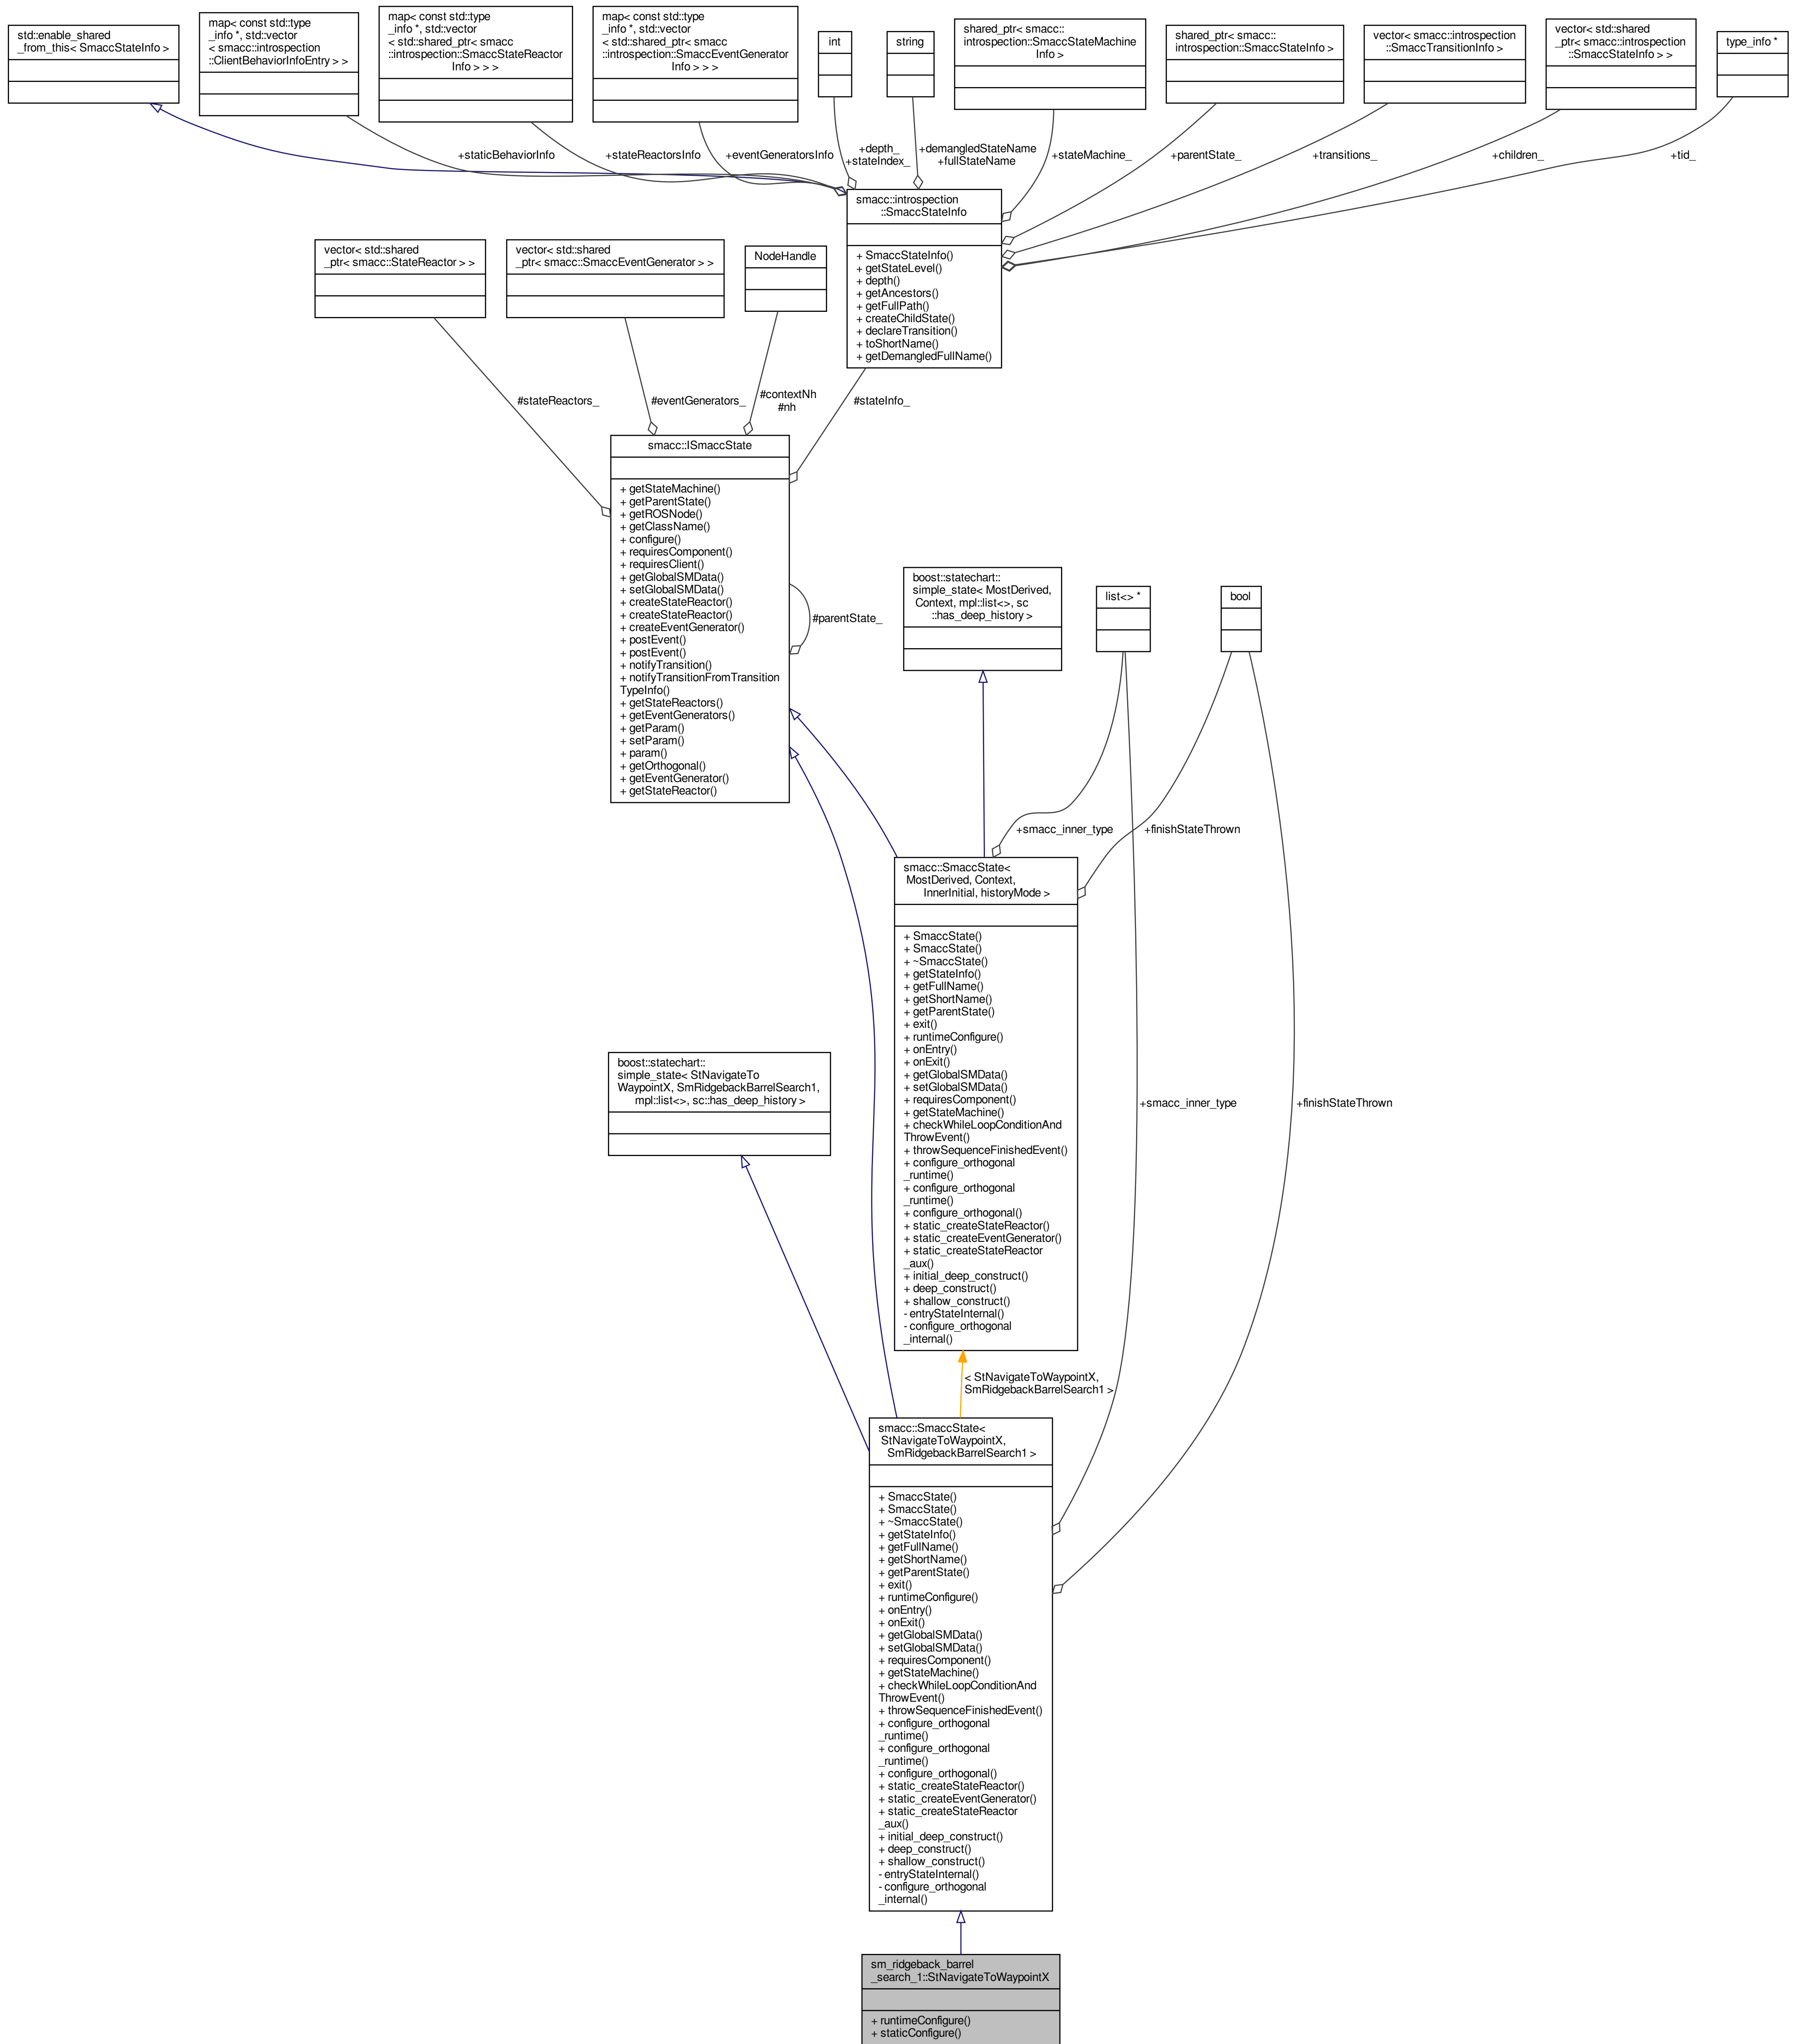 std::enable_shared
_from_this< SmaccStateInfo >
map< const std::type
_info *, std::vector
< smacc::introspection
::ClientBehaviorInfoEntry > >
map< const std::type
_info *, std::vector
< std::shared_ptr< smacc
::introspection::SmaccStateReactor
Info > > >
map< const std::type
_info *, std::vector
< std::shared_ptr< smacc
::introspection::SmaccEventGenerator
Info > > >
int
string
shared_ptr< smacc::
introspection::SmaccStateMachine
Info >
shared_ptr< smacc::
introspection::SmaccStateInfo >
vector< smacc::introspection
::SmaccTransitionInfo >
vector< std::shared
_ptr< smacc::introspection
::SmaccStateInfo > >
type_info *
+staticBehaviorInfo
+stateReactorsInfo
+eventGeneratorsInfo
+depth_
+stateIndex_
+demangledStateName
+fullStateName
+stateMachine_
+parentState_
+transitions_
+children_
+tid_
smacc::introspection
::SmaccStateInfo
+ SmaccStateInfo()
+ getStateLevel()
+ depth()
+ getAncestors()
+ getFullPath()
+ createChildState()
+ declareTransition()
+ toShortName()
+ getDemangledFullName()
vector< std::shared
_ptr< smacc::StateReactor > >
vector< std::shared
_ptr< smacc::SmaccEventGenerator > >
NodeHandle
#stateReactors_
#eventGenerators_
#contextNh
#nh
#stateInfo_
smacc::ISmaccState
+ getStateMachine()
+ getParentState()
+ getROSNode()
+ getClassName()
+ configure()
+ requiresComponent()
+ requiresClient()
+ getGlobalSMData()
+ setGlobalSMData()
+ createStateReactor()
+ createStateReactor()
+ createEventGenerator()
+ postEvent()
+ postEvent()
+ notifyTransition()
+ notifyTransitionFromTransition
TypeInfo()
+ getStateReactors()
+ getEventGenerators()
+ getParam()
+ setParam()
+ param()
+ getOrthogonal()
+ getEventGenerator()
+ getStateReactor()
#parentState_
boost::statechart::
simple_state< MostDerived,
Context, mpl::list<>, sc
::has_deep_history >
list<> *
bool
+smacc_inner_type
+finishStateThrown
smacc::SmaccState<
MostDerived, Context,
InnerInitial, historyMode >
+ SmaccState()
+ SmaccState()
+ ~SmaccState()
+ getStateInfo()
+ getFullName()
+ getShortName()
+ getParentState()
+ exit()
+ runtimeConfigure()
+ onEntry()
+ onExit()
+ getGlobalSMData()
+ setGlobalSMData()
+ requiresComponent()
+ getStateMachine()
+ checkWhileLoopConditionAnd
ThrowEvent()
+ throwSequenceFinishedEvent()
+ configure_orthogonal
_runtime()
+ configure_orthogonal
_runtime()
+ configure_orthogonal()
+ static_createStateReactor()
+ static_createEventGenerator()
+ static_createStateReactor
_aux()
+ initial_deep_construct()
+ deep_construct()
+ shallow_construct()
- entryStateInternal()
- configure_orthogonal
_internal()
boost::statechart::
simple_state< StNavigateTo
WaypointX, SmRidgebackBarrelSearch1,
mpl::list<>, sc::has_deep_history >
+smacc_inner_type
+finishStateThrown
< StNavigateToWaypointX,
SmRidgebackBarrelSearch1 >
smacc::SmaccState<
StNavigateToWaypointX,
SmRidgebackBarrelSearch1 >
+ SmaccState()
+ SmaccState()
+ ~SmaccState()
+ getStateInfo()
+ getFullName()
+ getShortName()
+ getParentState()
+ exit()
+ runtimeConfigure()
+ onEntry()
+ onExit()
+ getGlobalSMData()
+ setGlobalSMData()
+ requiresComponent()
+ getStateMachine()
+ checkWhileLoopConditionAnd
ThrowEvent()
+ throwSequenceFinishedEvent()
+ configure_orthogonal
_runtime()
+ configure_orthogonal
_runtime()
+ configure_orthogonal()
+ static_createStateReactor()
+ static_createEventGenerator()
+ static_createStateReactor
_aux()
+ initial_deep_construct()
+ deep_construct()
+ shallow_construct()
- entryStateInternal()
- configure_orthogonal
_internal()
sm_ridgeback_barrel
_search_1::StNavigateToWaypointX
+ runtimeConfigure()
+ staticConfigure()